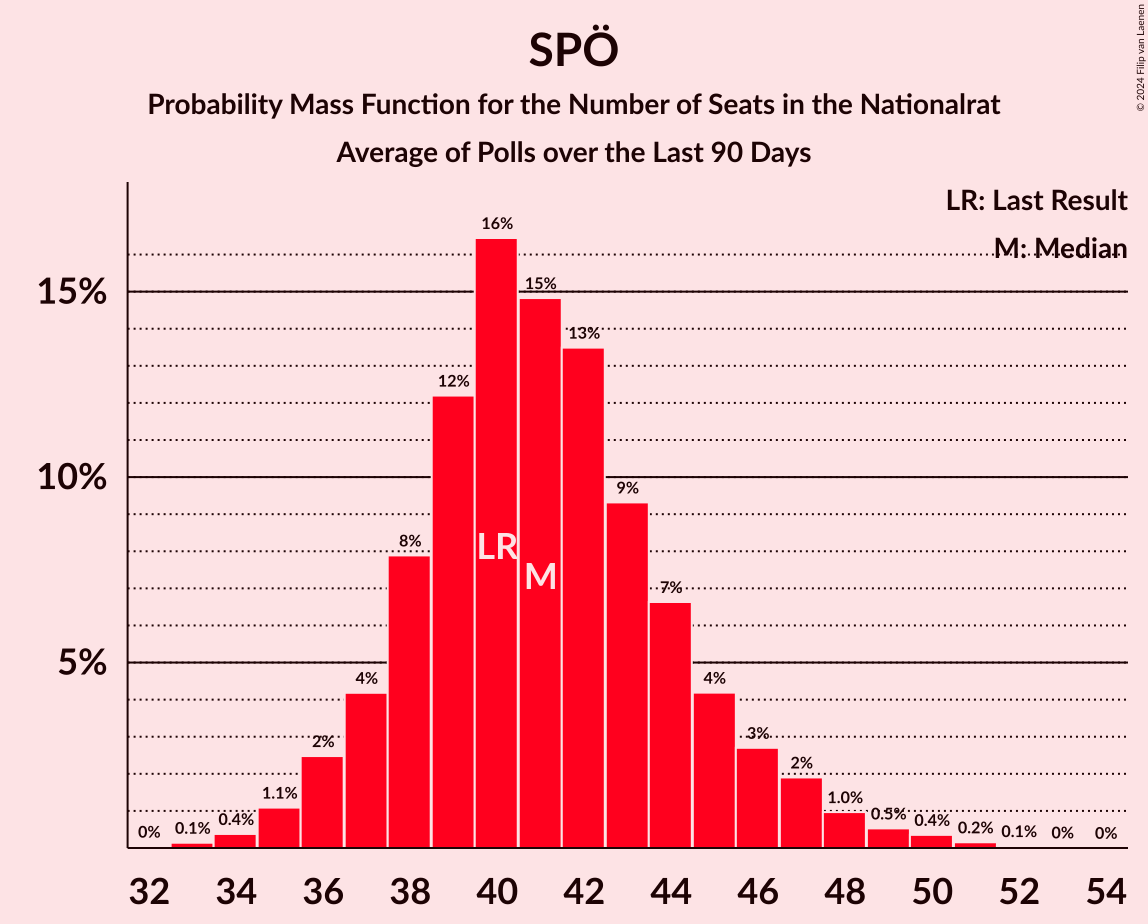 SPÖ
Probability Mass Function for the Number of Seats in the Nationalrat
Average of Polls over the Last 90 Days
© 2024 Filip van Laenen
LR: Last Result
M: Median
15%
10%
5%
0%
0.1%
0.4%
1.1%
2%
4%
8%
12%
16%
15%
13%
9%
7%
4%
3%
2%
1.0%
0.5%
0.4%
0.2%
0.1%
0%
0%
LR
M
32 34 36 38 40 42 44 46 48 50 52 54